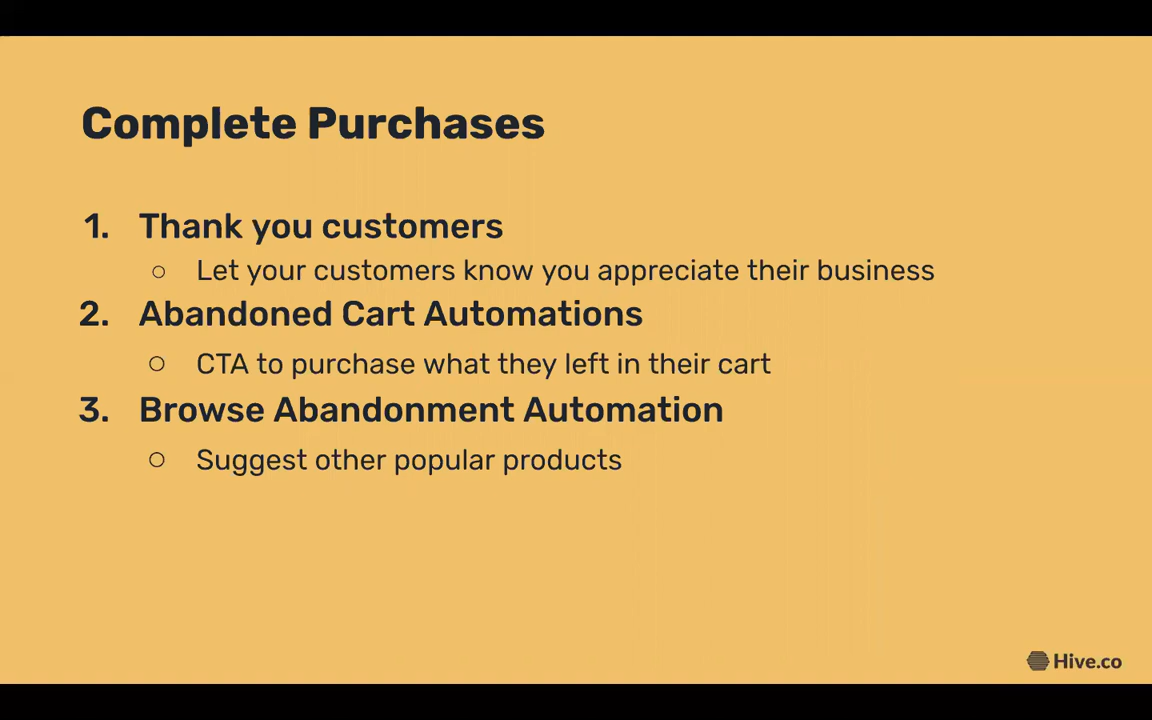 Complete Purchases
1. Thank you customers
○ Let your customers know you appreciate their business
2. Abandoned Cart Automations
○ CTA to purchase what they left in their cart
3. Browse Abandonment Automation
○ Suggest other popular products
Hive.co